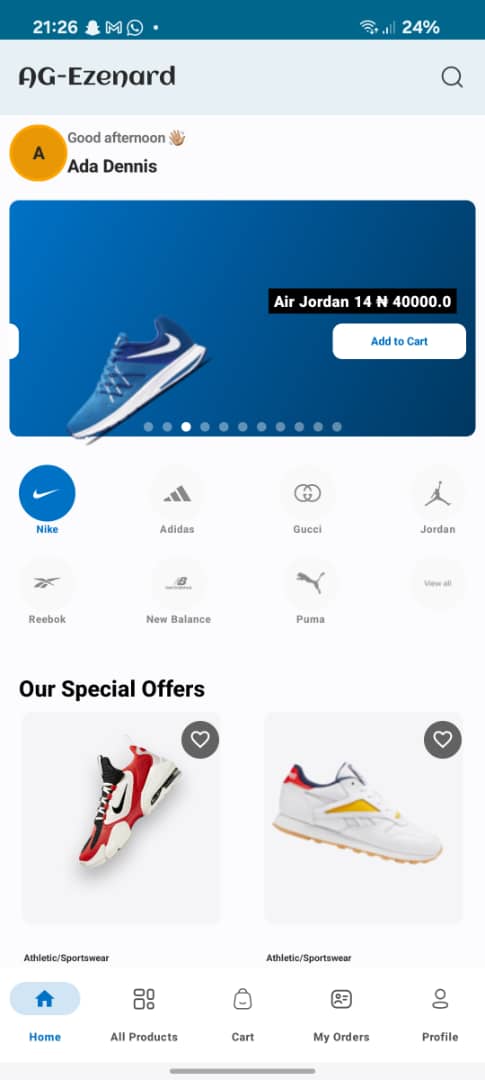 21:26
24%
AG-Ezenard
Good afternoon 👋🏽
A
Ada Dennis
Air Jordan 14 ₦ 40000.0
Add to Cart
Nike Adidas Gucci Jordan
View all
Reebok New Balance Puma
Our Special Offers
Athletic/Sportswear Athletic/Sportswear
Home All Products Cart My Orders Profile